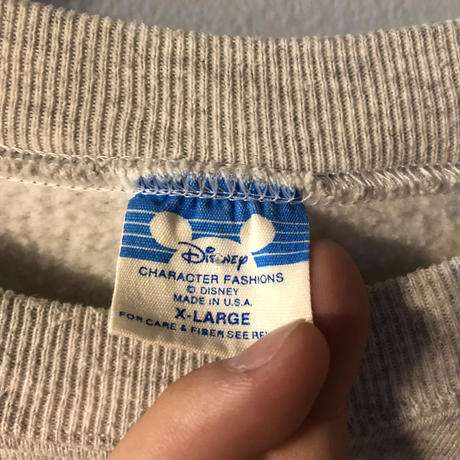 Disney
CHARACTER FASHIONS
© DISNEY
MADE IN U.S.A.
X-LARGE
FOR CARE & FIBER SEE